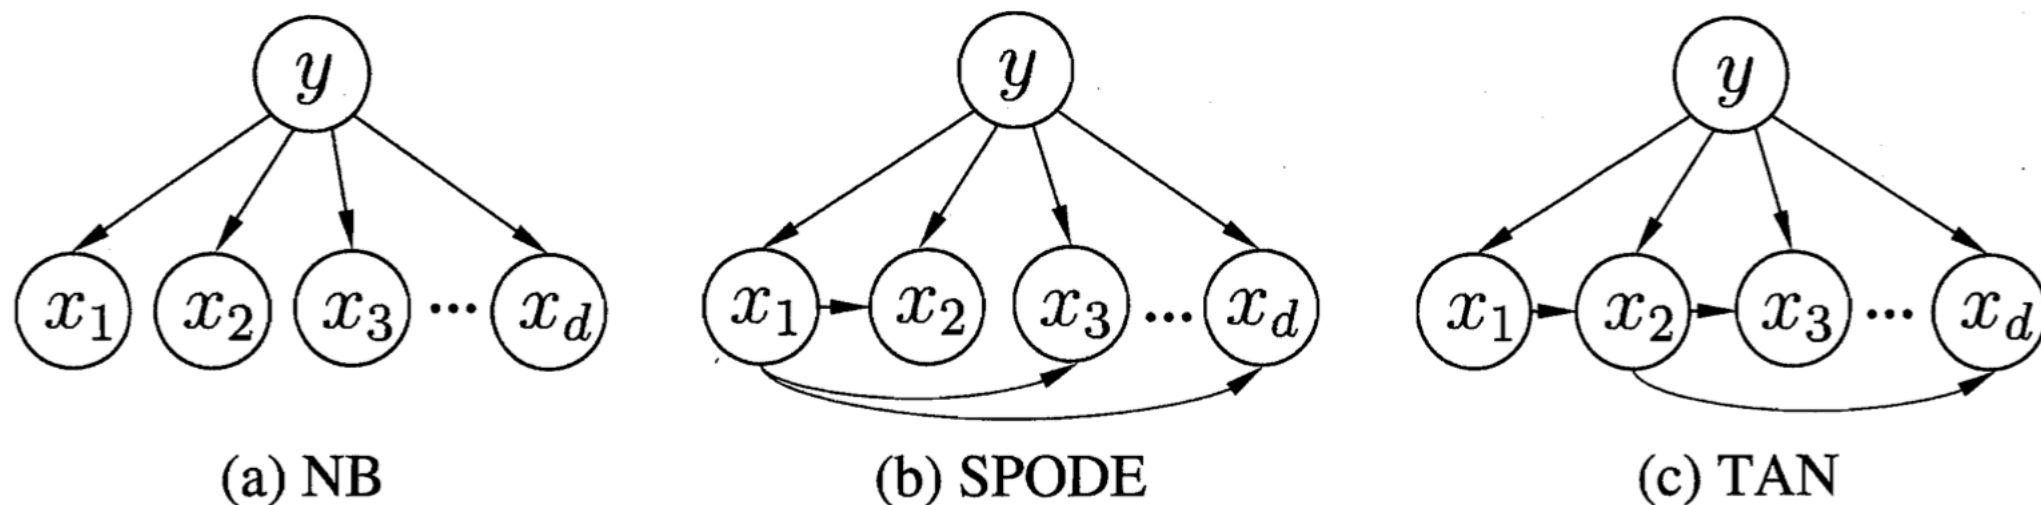 y y y
x1 x2 x3 ... xd x1 x2 x3 ... xd x1 x2 x3 ... xd
(a) NB (b) SPODE (c) TAN